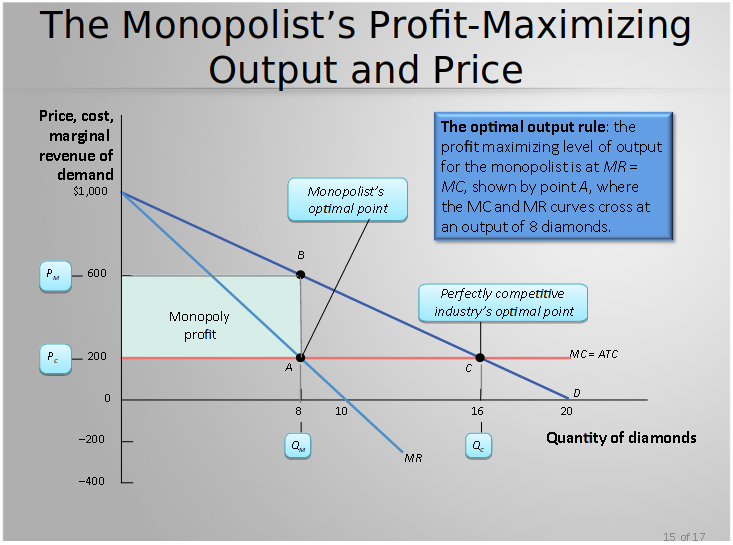 The Monopolist’s Profit-Maximizing
Output and Price
Price, cost,
marginal
revenue of
demand
$1,000
The optimal output rule: the
profit maximizing level of output
for the monopolist is at MR =
MC, shown by point A, where
the MC and MR curves cross at
an output of 8 diamonds.
Monopolist’s
optimal point
B
P M
600
Perfectly competitive
industry’s optimal point
Monopoly
profit
P C
200
A
C
MC = ATC
D
0
8
10
16
20
−200
Q M
Q C
Quantity of diamonds
MR
−400
15 of 17